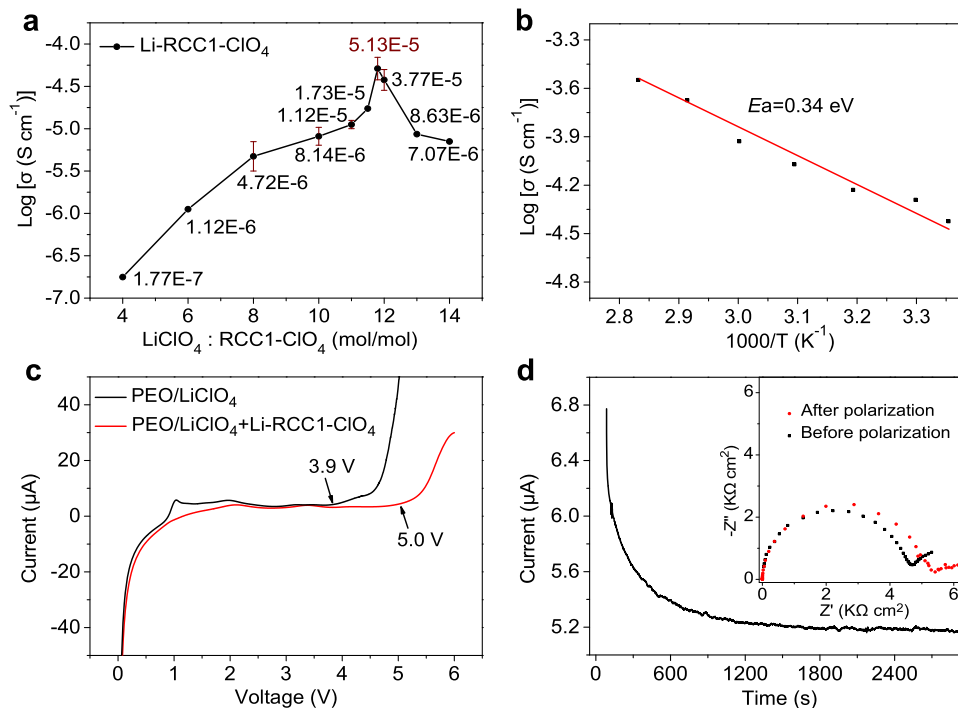 a
Log [σ (S cm⁻¹)]
-4.0
-4.5
-5.0
-5.5
-6.0
-6.5
-7.0
Li-RCC1-ClO₄
5.13E-5
1.73E-5
3.77E-5
1.12E-5
8.63E-6
8.14E-6
7.07E-6
4.72E-6
1.12E-6
1.77E-7
4 6 8 10 12 14
LiClO₄ : RCC1-ClO₄ (mol/mol)
b
Log [σ (S cm⁻¹)]
-3.3
-3.6
-3.9
-4.2
-4.5
-4.8
Ea=0.34 eV
2.8 2.9 3.0 3.1 3.2 3.3
1000/T (K⁻¹)
c
Current (µA)
40
20
0
-20
-40
PEO/LiClO₄
PEO/LiClO₄+Li-RCC1-ClO₄
3.9 V
5.0 V
0 1 2 3 4 5 6
Voltage (V)
d
Current (µA)
6.8
6.4
6.0
5.6
5.2
-Z'' (KΩ cm²)
6
4
2
0
After polarization
Before polarization
0 2 4 6
Z' (KΩ cm²)
0 600 1200 1800 2400
Time (s)